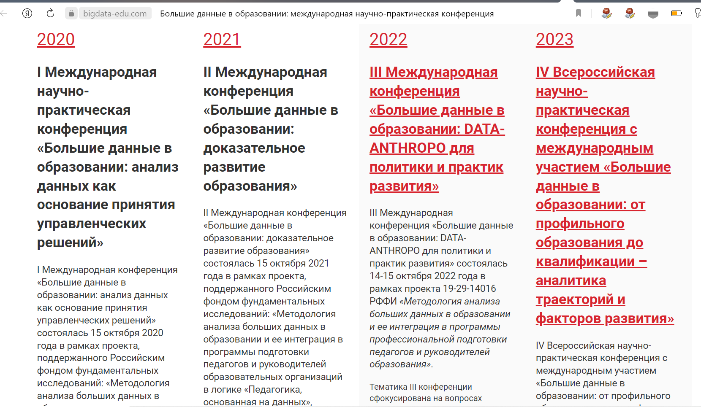 bigdata-edu.com Большие данные в образовании: международная научно-практическая конференция
2020
I Международная
научно-
практическая
конференция
«Большие данные в
образовании: анализ
данных как
основание принятия
управленческих
решений»
I Международная конференция
«Большие данные в
образовании: анализ данных
как основание принятия
управленческих решений»
состоялась 15 октября 2020
года в рамках проекта,
поддержанного Российским
фондом фундаментальных
исследований: «Методология
анализа больших данных в
2021
II Международная
конференция
«Большие данные в
образовании:
доказательное
развитие
образования»
II Международная конференция
«Большие данные в
образовании: доказательное
развитие образования»
состоялась 15 октября 2021
года в рамках проекта,
поддержанного Российским
фондом фундаментальных
исследований: «Методология
анализа больших данных в
образовании и ее интеграция в
программы подготовки
педагогов и руководителей
образовательных организаций
в логике «Педагогика,
основанная на данных»,
2022
III Международная
конференция
«Большие данные в
образовании: DATA-
ANTHROPO для
политики и практик
развития»
III Международная
конференция «Большие данные
в образовании: DATA-
ANTHROPO для политики и
практик развития» состоялась
14-15 октября 2022 года в
рамках проекта 19-29-14016
РФФИ «Методология анализа
больших данных в образовании
и ее интеграция в программы
профессиональной подготовки
педагогов и руководителей
образования».
Тематика III конференции
сфокусирована на вопросах
2023
IV Всероссийская
научно-
практическая
конференция с
международным
участием «Большие
данные в
образовании: от
профильного
образования до
квалификации –
аналитика
траекторий и
факторов развития»
IV Всероссийская научно-
практическая конференция с
международным участием
«Большие данные в
образовании: от профильного